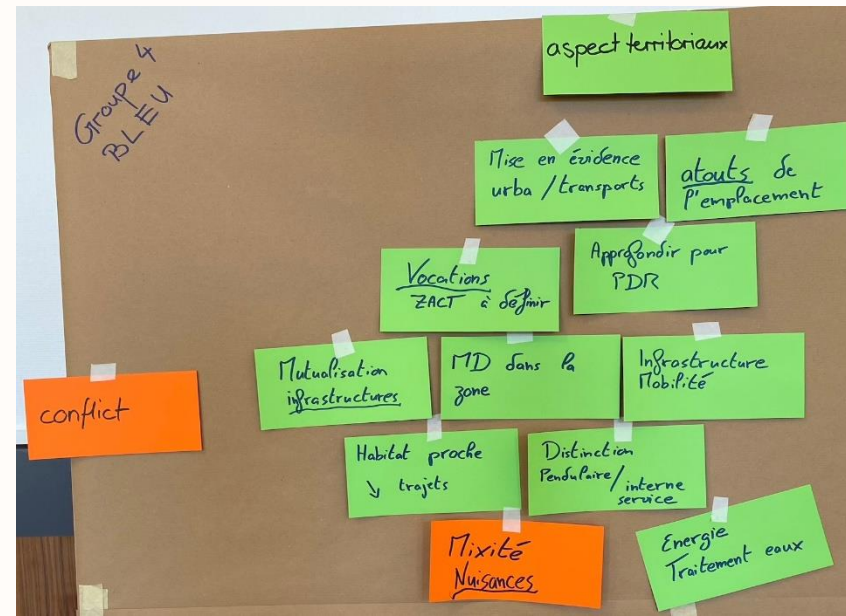 Groupe 4
BLEU
aspect territoriaux
Mise en évidence
urba / transports
atouts de
l'emplacement
Vocations
ZACT à définir
Approfondir pour
PDR
conflict
Mutualisation
infrastructures
MD dans la
zone
Infrastructure
Mobilité
Habitat proche
↘ trajets
Distinction
Pendulaire / interne
service
Mixité
Nuisances
Energie
Traitement eaux